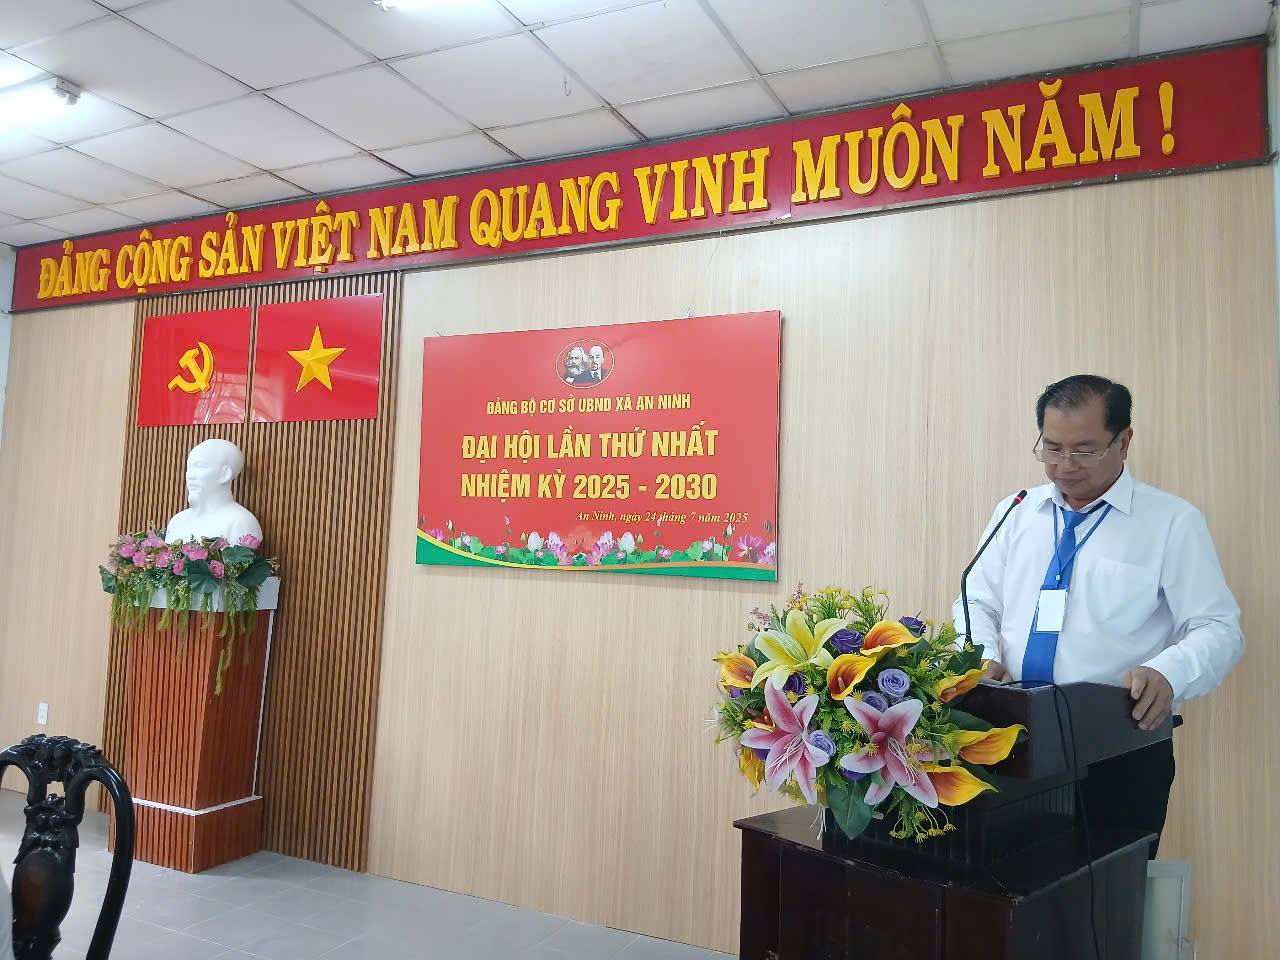 ĐẢNG CỘNG SẢN VIỆT NAM QUANG VINH MUÔN NĂM !
ĐẢNG BỘ CƠ SỞ UBND XÃ AN NINH
ĐẠI HỘI LẦN THỨ NHẤT
NHIỆM KỲ 2025 - 2030
An Ninh, ngày 24 tháng 7 năm 2025